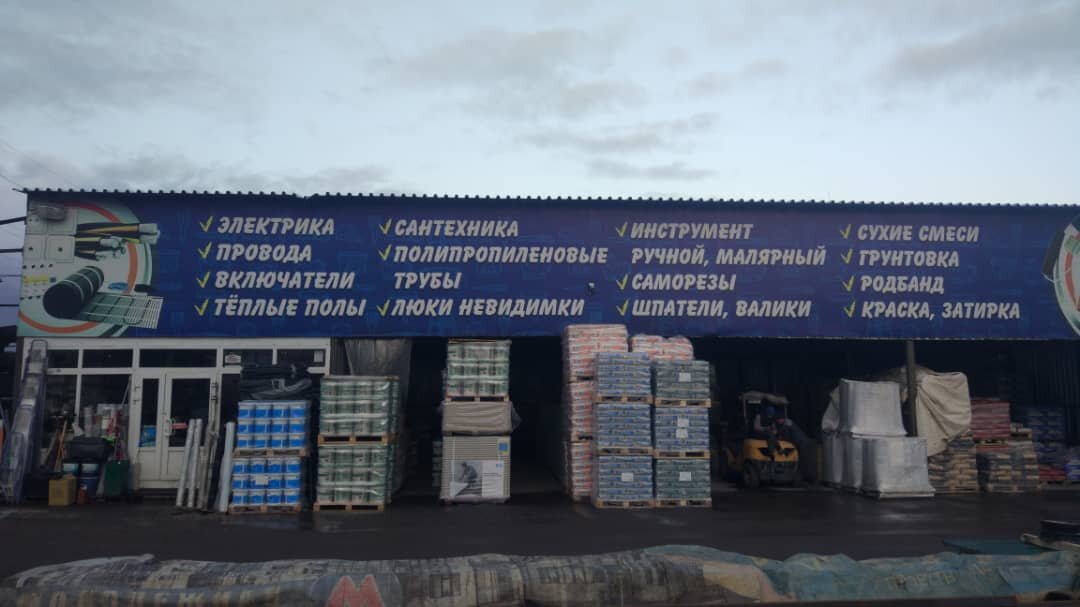 ЭЛЕКТРИКА
ПРОВОДА
ВКЛЮЧАТЕЛИ
ТЁПЛЫЕ ПОЛЫ
САНТЕХНИКА
ПОЛИПРОПИЛЕНОВЫЕ
ТРУБЫ
ЛЮКИ НЕВИДИМКИ
ИНСТРУМЕНТ
РУЧНОЙ, МАЛЯРНЫЙ
САМОРЕЗЫ
ШПАТЕЛИ, ВАЛИКИ
СУХИЕ СМЕСИ
ГРУНТОВКА
РОДБАНД
КРАСКА, ЗАТИРКА